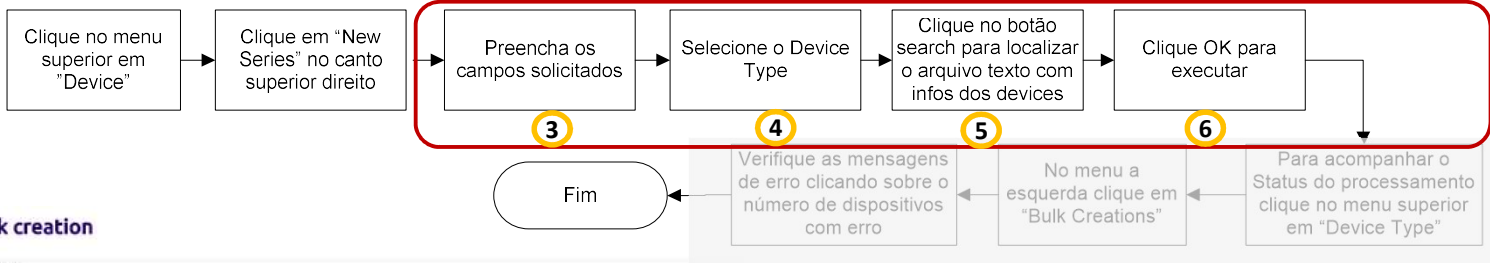 Clique no menu
superior em
”Device”
Clique em “New
Series” no canto
superior direito
Preencha os
campos solicitados
Selecione o Device
Type
Clique no botão
search para localizar
o arquivo texto com
infos dos devices
Clique OK para
executar
3
4
5
6
Para acompanhar o
Status do processamento
clique no menu superior
em “Device Type”
No menu a
esquerda clique em
“Bulk Creations”
Verifique as mensagens
de erro clicando sobre o
número de dispositivos
com erro
Fim
k creation